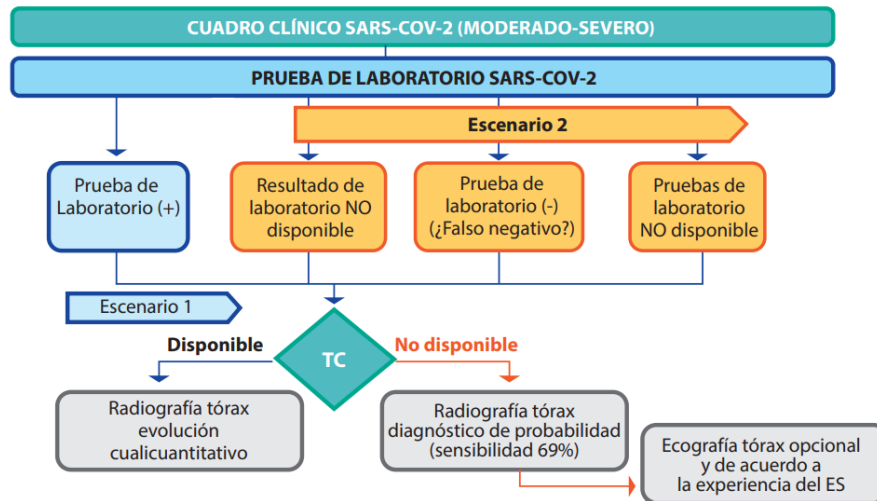 CUADRO CLÍNICO SARS-COV-2 (MODERADO-SEVERO)
PRUEBA DE LABORATORIO SARS-COV-2
Escenario 2
Prueba de
Laboratorio (+)
Resultado de
laboratorio NO
disponible
Prueba de
laboratorio (-)
(¿Falso negativo?)
Pruebas de
laboratorio
NO disponible
Escenario 1
Disponible
TC
No disponible
Radiografía tórax
evolución
cualicuantitativo
Radiografía tórax
diagnóstico de probabilidad
(sensibilidad 69%)
Ecografía tórax opcional
y de acuerdo a
la experiencia del ES